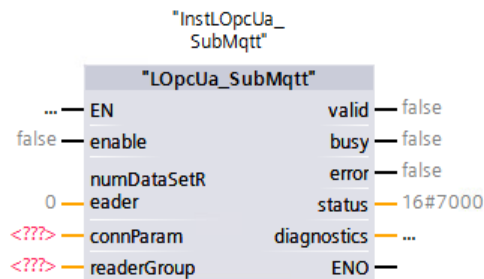 "InstLOpcUa_
SubMqtt"
"LOpcUa_SubMqtt"
... EN valid false
false enable busy false
error false
numDataSetR
0 eader status 16#7000
<???> connParam diagnostics ...
<???> readerGroup ENO